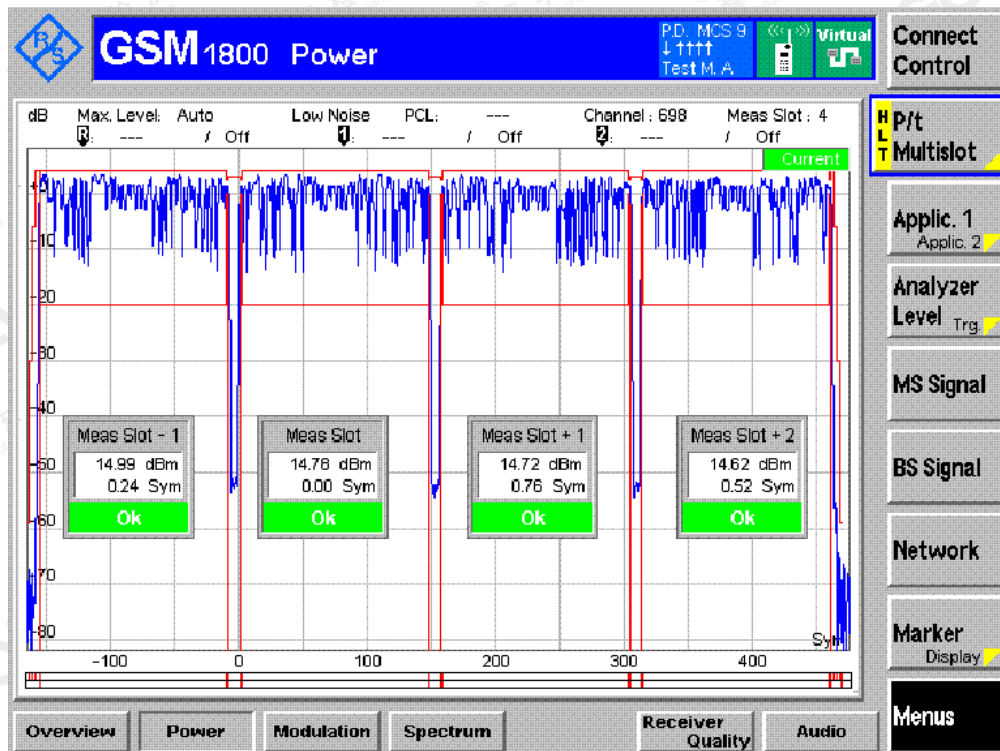 R S
GSM 1800 Power
P.D. MCS 9
↓ ↑↑↑↑
Test M. A.
Virtual
Connect Control
dB Max. Level: Auto Low Noise PCL: --- Channel : 698 Meas Slot : 4
R : --- / Off 1 : --- / Off 2 : --- / Off
Current
H L T
P/t Multislot
Applic. 1
Applic. 2
Analyzer Level Trg.
MS Signal
BS Signal
Network
Marker
Display
Menus
-10
-20
-30
-40
-50
-60
-70
-80
Meas Slot - 1
14.99 dBm
0.24 Sym
Ok
Meas Slot
14.78 dBm
0.00 Sym
Ok
Meas Slot + 1
14.72 dBm
0.76 Sym
Ok
Meas Slot + 2
14.62 dBm
0.52 Sym
Ok
-100 0 100 200 300 400
Overview Power Modulation Spectrum Receiver Quality Audio